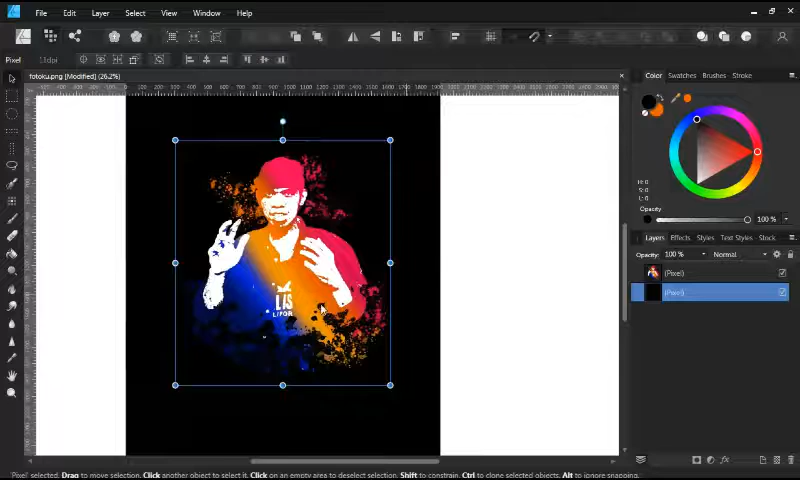 File Edit Layer Select View Window Help
Pixel
fotoku.png [Modified] (26.2%)
Color Swatches Brushes Stroke
H: 0
S: 0
L: 0
Opacity
100 %
Layers Effects Styles Text Styles Stock
Opacity: 100 % Normal
(Pixel)
(Pixel)
LIS
'Pixel' selected. Drag to move selection. Click another object to select it. Click on an empty area to deselect selection. Shift to constrain. Ctrl to clone selected objects. Alt to ignore snapping.